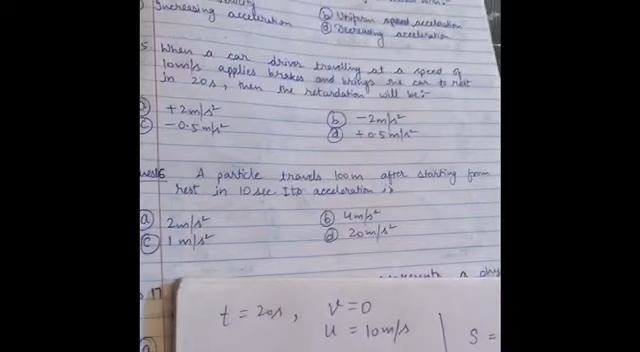 Increasing acceleration
(b) Uniform speed acceleration
(d) Decreasing acceleration
5. When a car driver travelling at a speed of
10m/s applies brakes and brings the car to rest
in 20s, then the retardation will be:-
+2m/s²
(b) -2m/s²
(c) -0.5m/s²
(d) +0.5m/s²
A particle travels 100m after starting from
rest in 10 sec. Its acceleration is
(a) 2m/s²
(b) 4m/s²
(c) 1m/s²
(d) 20m/s²
17
t = 20s, v=0
u = 10m/s
S =